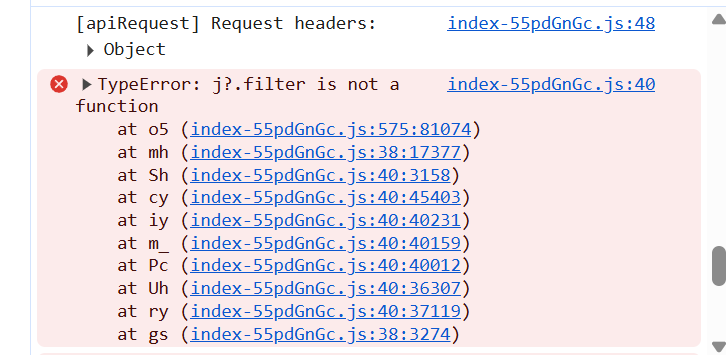 [apiRequest] Request headers: index-55pdGnGc.js:48
▶ Object
▶ TypeError: j?.filter is not a index-55pdGnGc.js:40
function
at o5 (index-55pdGnGc.js:575:81074)
at mh (index-55pdGnGc.js:38:17377)
at Sh (index-55pdGnGc.js:40:3158)
at cy (index-55pdGnGc.js:40:45403)
at iy (index-55pdGnGc.js:40:40231)
at m_ (index-55pdGnGc.js:40:40159)
at Pc (index-55pdGnGc.js:40:40012)
at Uh (index-55pdGnGc.js:40:36307)
at ry (index-55pdGnGc.js:40:37119)
at gs (index-55pdGnGc.js:38:3274)